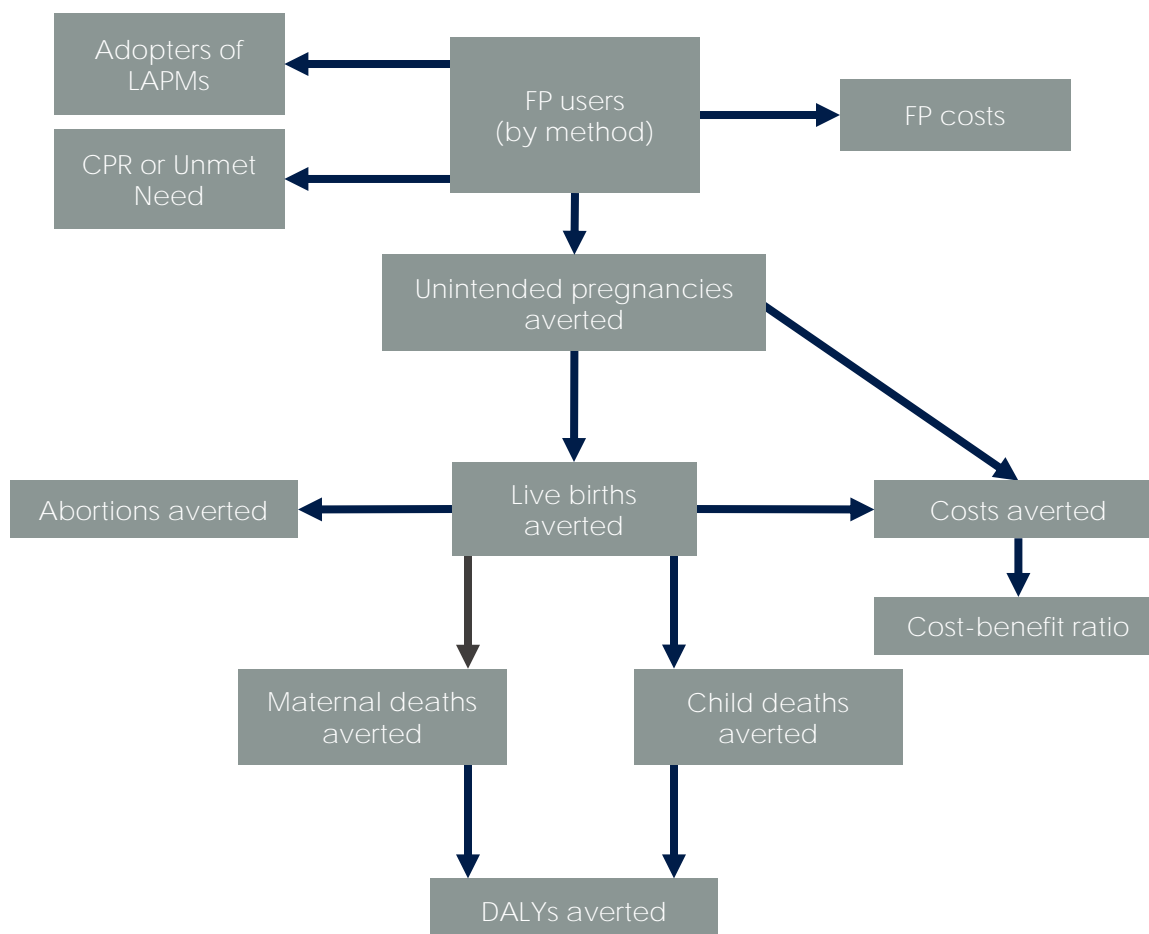 Adopters of
LAPMs
FP users
(by method)
FP costs
CPR or Unmet
Need
Unintended pregnancies
averted
Abortions averted
Live births
averted
Costs averted
Cost-benefit ratio
Maternal deaths
averted
Child deaths
averted
DALYs averted